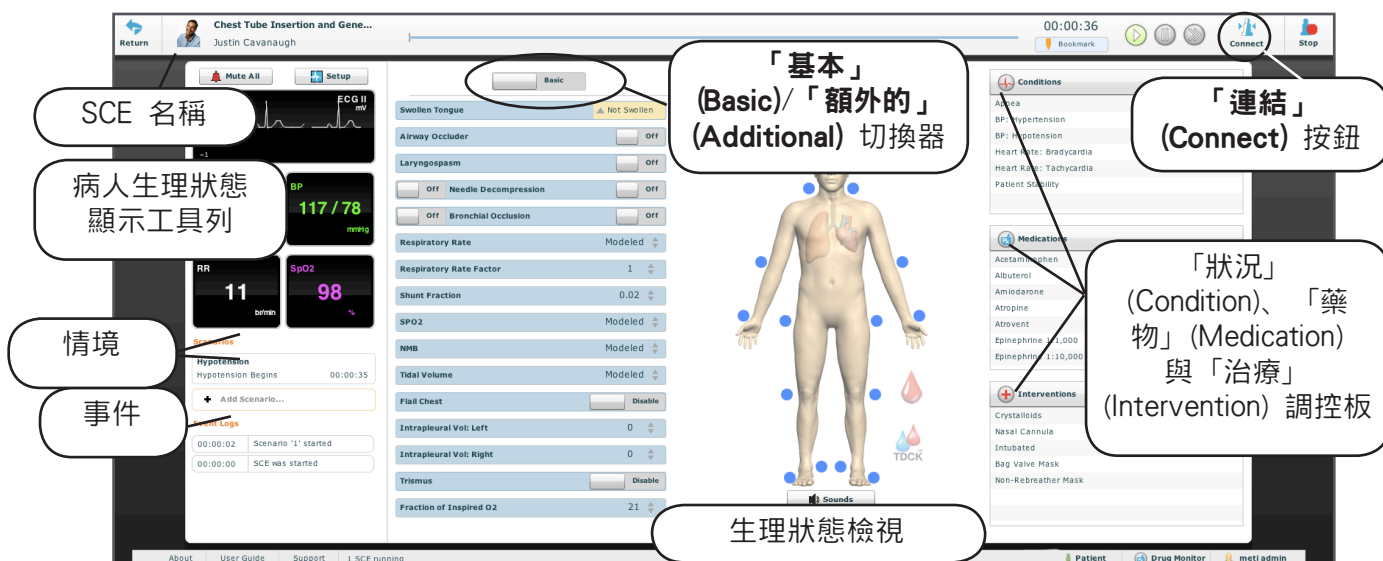 Return
Chest Tube Insertion and Gene...
Justin Cavanaugh
00:00:36
Bookmark
Connect
Stop
Mute All
Setup
Basic
SCE 名稱
ECG II
mV
-1
病人生理狀態
顯示工具列
BP
117 / 78
mmHg
RR
11
br/min
SpO2
98
%
情境
Scenarios
Hypotension
Hypotension Begins 00:00:35
Add Scenario...
事件
Event Logs
00:00:02 Scenario '1' started
00:00:00 SCE was started
Swollen Tongue Not Swollen
Airway Occluder Off
Laryngospasm Off
Off Needle Decompression Off
Off Bronchial Occlusion Off
Respiratory Rate Modeled
Respiratory Rate Factor 1
Shunt Fraction 0.02
SPO2 Modeled
NMB Modeled
Tidal Volume Modeled
Flail Chest Disable
Intrapleural Vol: Left 0
Intrapleural Vol: Right 0
Trismus Disable
Fraction of Inspired O2 21
「基本」
(Basic)/「額外的」
(Additional) 切換器
TDCK
Sounds
生理狀態檢視
Conditions
Apnea
BP: Hypertension
BP: Hypotension
Heart Rate: Bradycardia
Heart Rate: Tachycardia
Patient Stability
「連結」
(Connect) 按鈕
Medications
Acetaminophen
Albuterol
Amiodarone
Atropine
Atrovent
Epinephrine 1:1,000
Epinephrine 1:10,000
「狀況」
(Condition)、「藥
物」(Medication)
與「治療」
(Intervention) 調控板
Interventions
Crystalloids
Nasal Cannula
Intubated
Bag Valve Mask
Non-Rebreather Mask
About
User Guide
Support
1 SCE running
Patient
Drug Monitor
meti admin